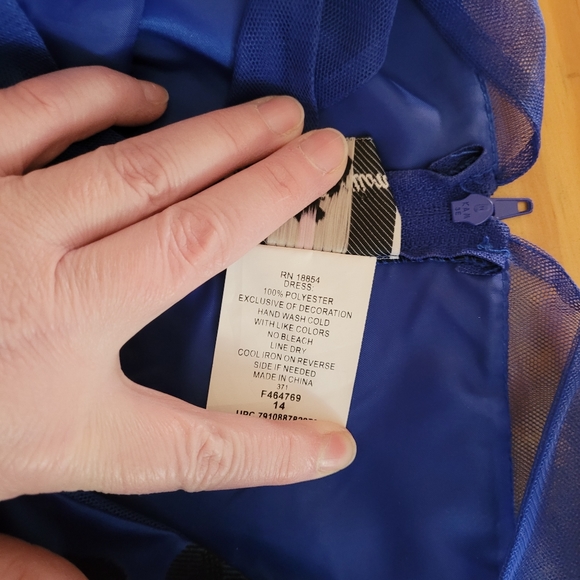 RN 18854
DRESS:
100% POLYESTER
EXCLUSIVE OF DECORATION
HAND WASH COLD
WITH LIKE COLORS
NO BLEACH
LINE DRY
COOL IRON ON REVERSE
SIDE IF NEEDED
MADE IN CHINA
371
F464769
14
UPC